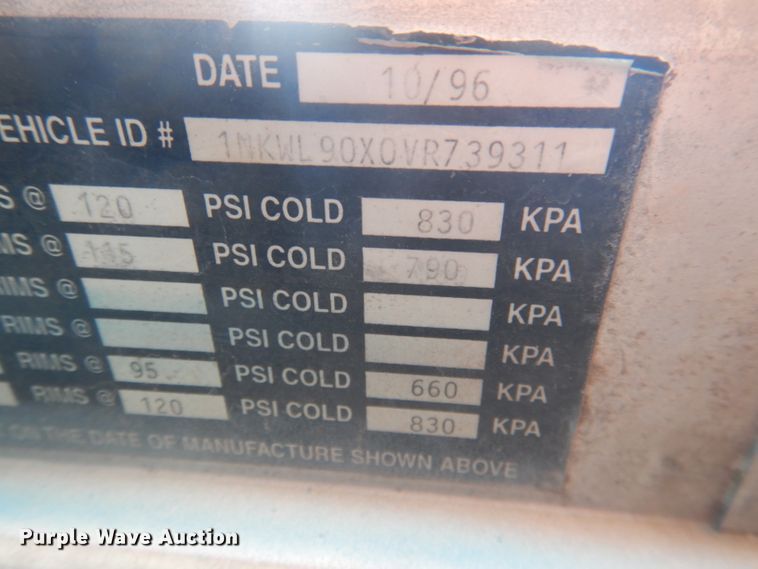 DATE 10/96
EHICLE ID # 1NKWL90X0VR739311
S @ 120 PSI COLD 830 KPA
MS @ 115 PSI COLD 790 KPA
RIMS @ PSI COLD KPA
RIMS @ PSI COLD KPA
RIMS @ 95 PSI COLD 660 KPA
RIMS @ 120 PSI COLD 830 KPA
ON THE DATE OF MANUFACTURE SHOWN ABOVE
Purple Wave Auction